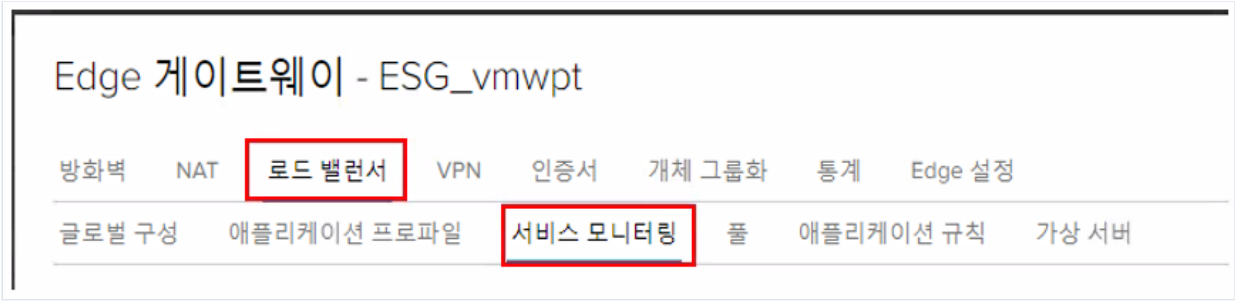 Edge 게이트웨이 - ESG_vmwpt
방화벽 NAT 로드 밸런서 VPN 인증서 개체 그룹화 통계 Edge 설정
글로벌 구성 애플리케이션 프로파일 서비스 모니터링 풀 애플리케이션 규칙 가상 서버